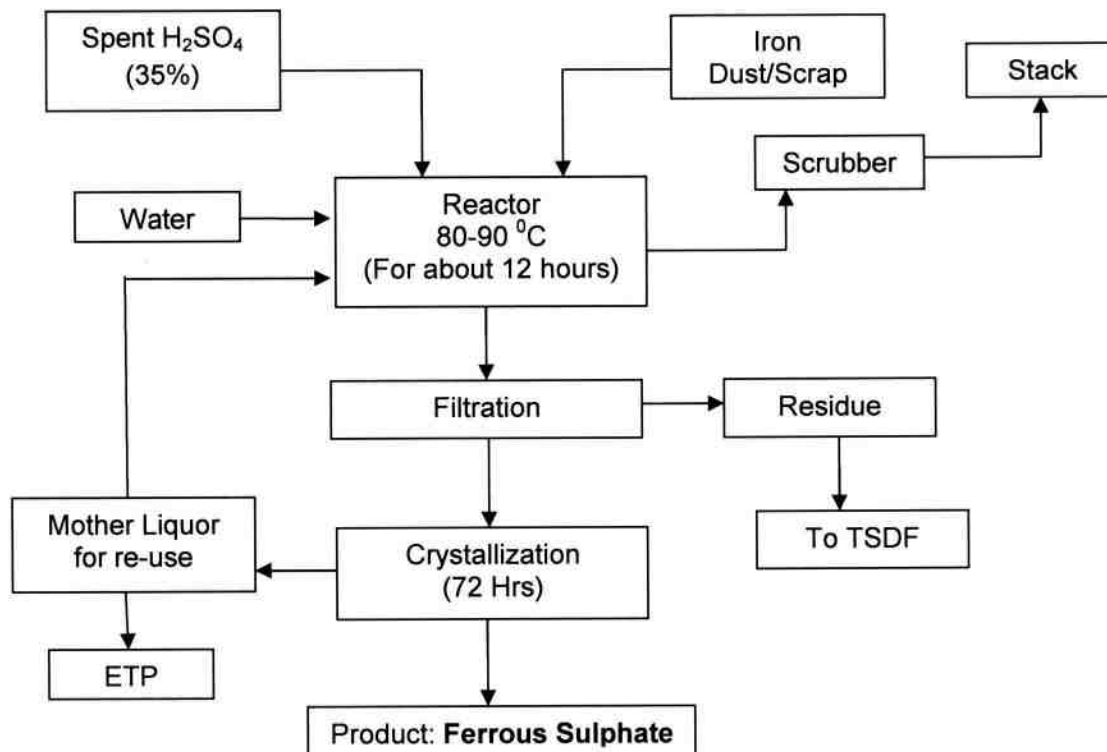 Spent H₂SO₄
(35%)
Iron
Dust/Scrap
Stack
Scrubber
Water
Reactor
80-90 ⁰C
(For about 12 hours)
Filtration
Residue
Mother Liquor
for re-use
Crystallization
(72 Hrs)
To TSDF
ETP
Product: Ferrous Sulphate